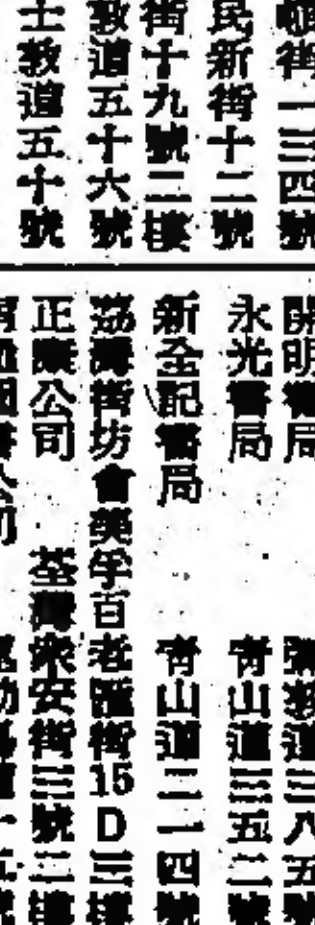 街一三四號
民新街十二號
街十九號二樓
敦道五十六號
士敦道五十號
開明書局 彌敦道三八五號
永光書局 青山道三五二號
新金記書局 青山道二一四號
荔灣街坊會美孚百老匯街15D三樓
正公司 荃灣眾安街三號二樓